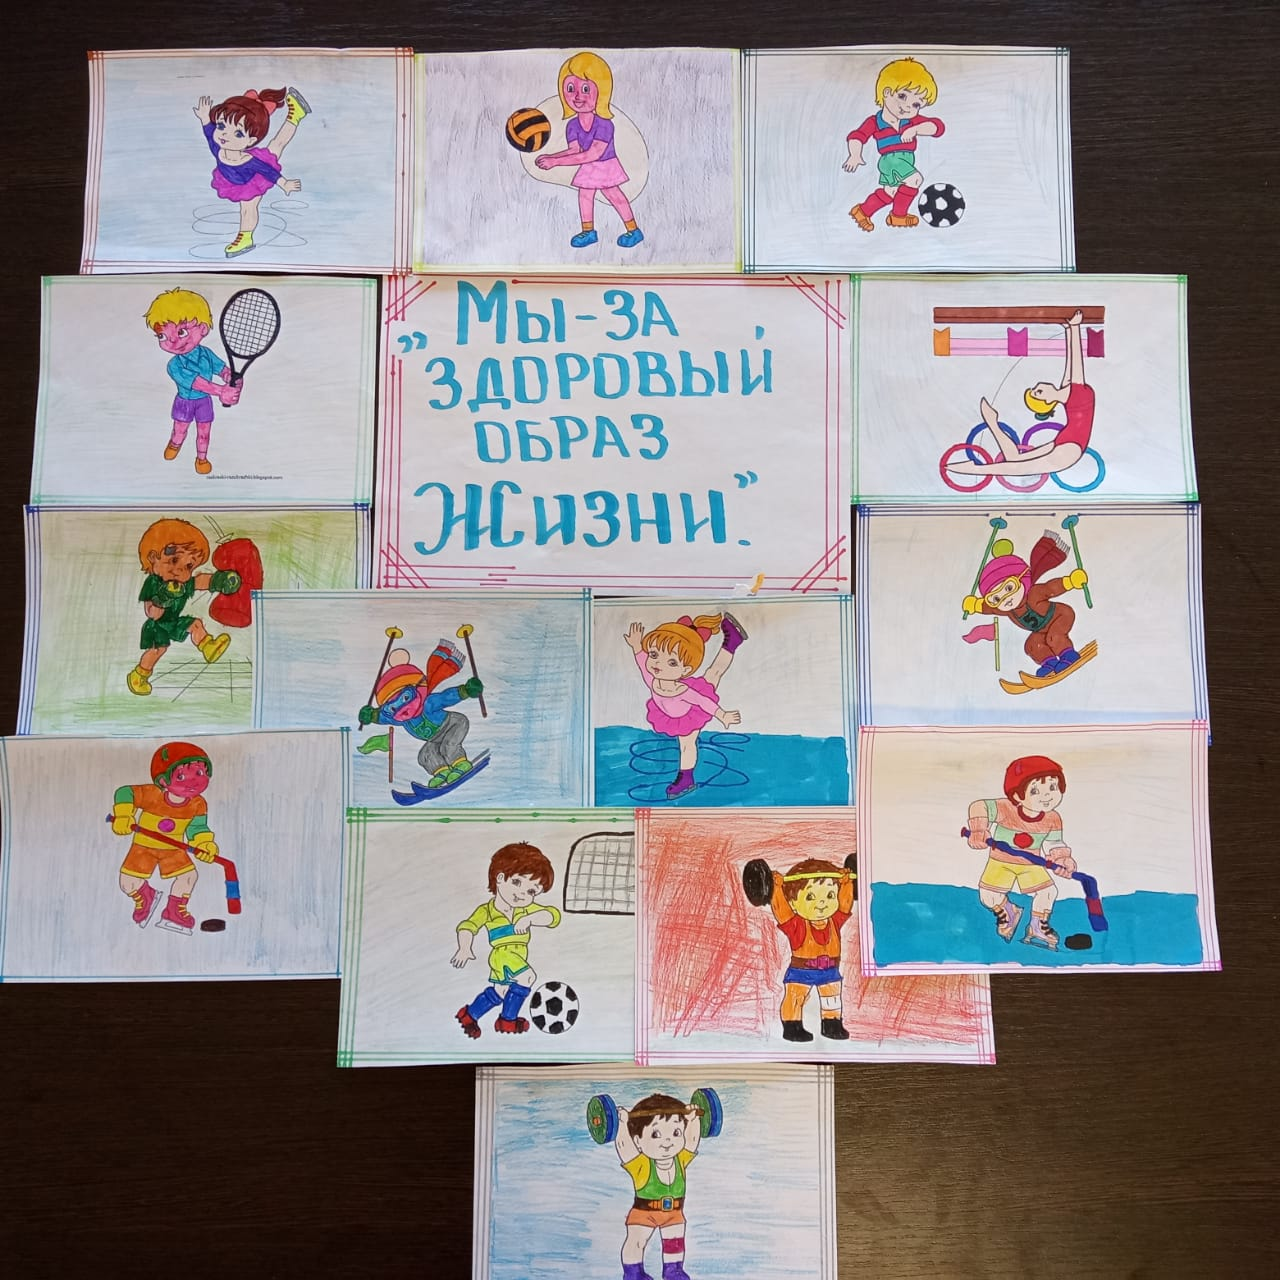 „Мы-за
здоровый
образ
Жизни".